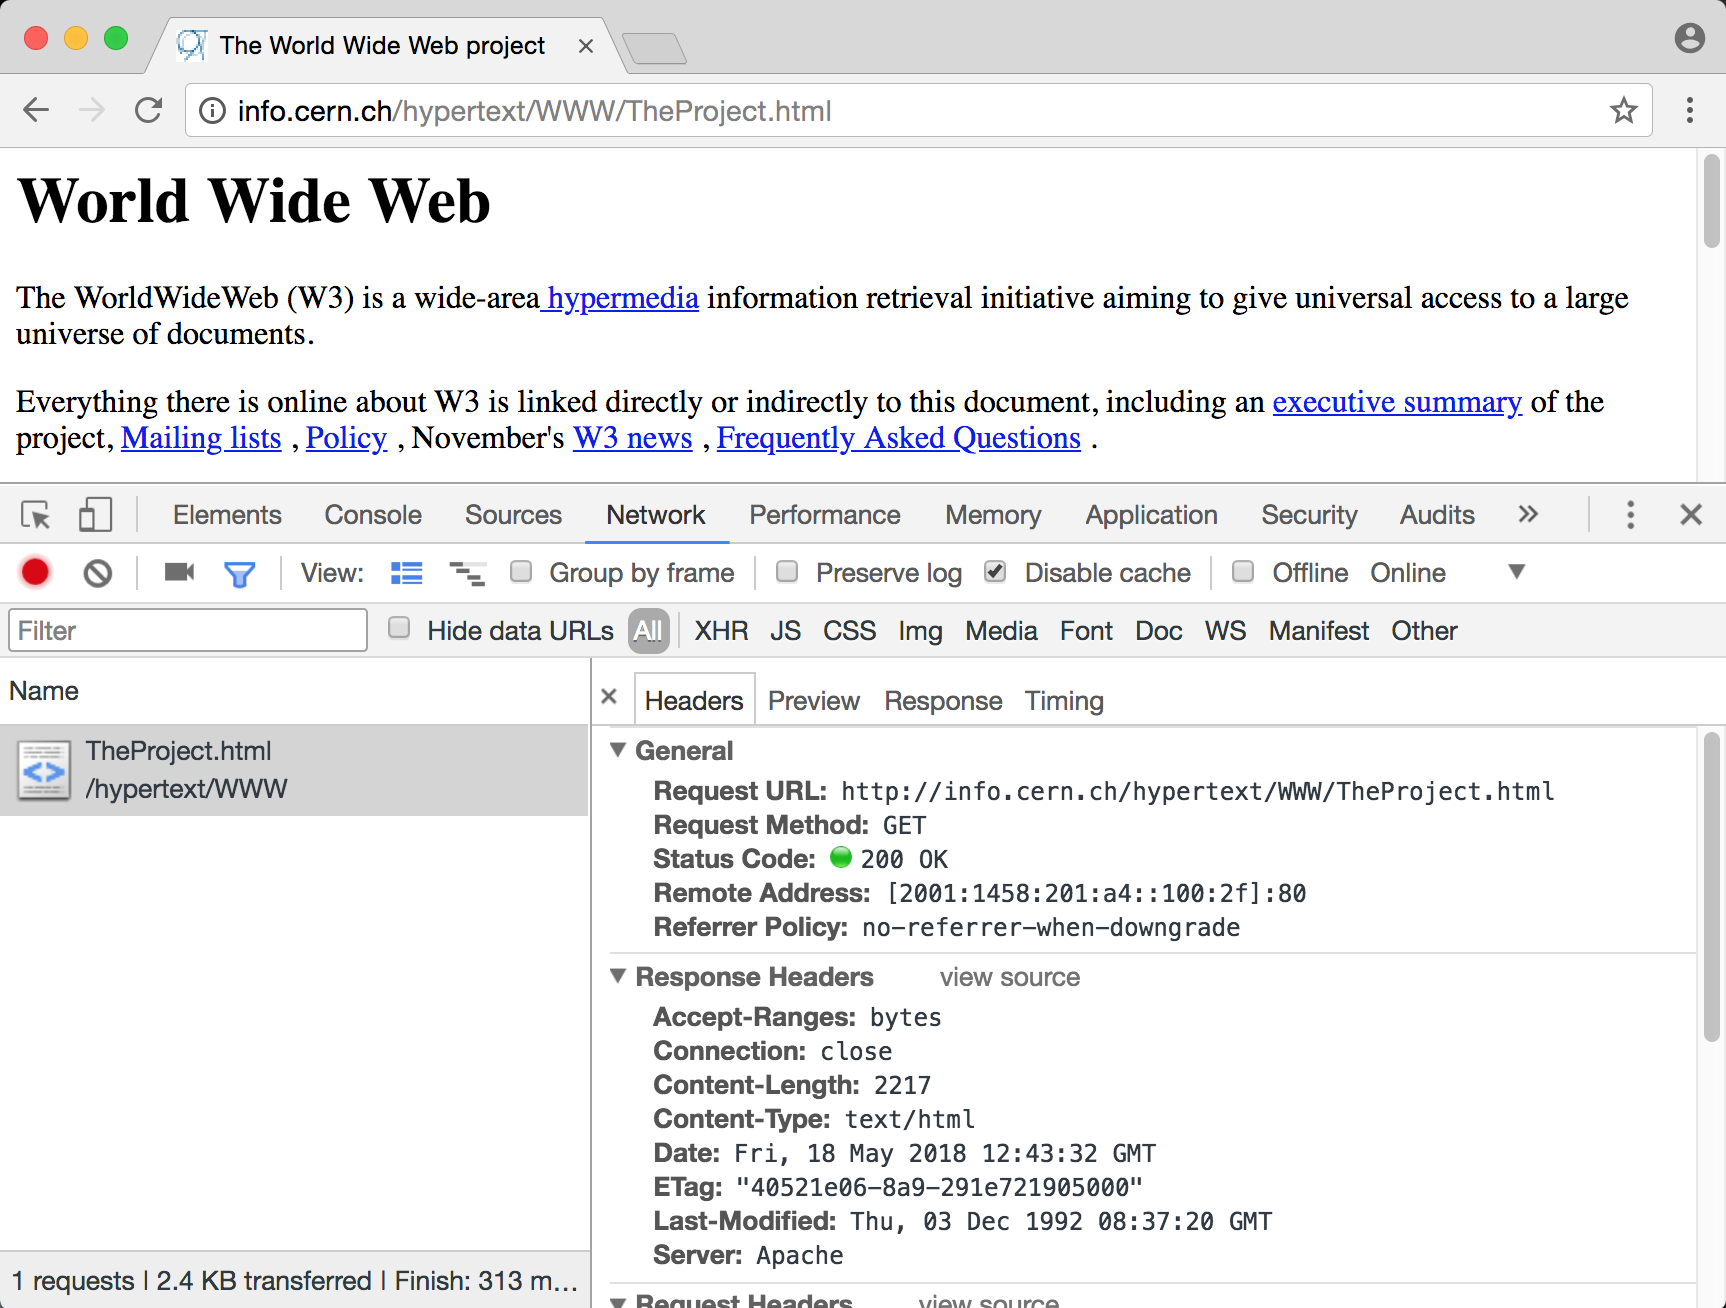 The World Wide Web project
info.cern.ch/hypertext/WWW/TheProject.html
World Wide Web
The WorldWideWeb (W3) is a wide-area hypermedia information retrieval initiative aiming to give universal access to a large
universe of documents.
Everything there is online about W3 is linked directly or indirectly to this document, including an executive summary of the
project, Mailing lists , Policy , November's W3 news , Frequently Asked Questions .
Elements Console Sources Network Performance Memory Application Security Audits
View: Group by frame Preserve log Disable cache Offline Online
Filter Hide data URLs All XHR JS CSS Img Media Font Doc WS Manifest Other
Name
TheProject.html
/hypertext/WWW
1 requests | 2.4 KB transferred | Finish: 313 m...
Headers Preview Response Timing
General
Request URL: http://info.cern.ch/hypertext/WWW/TheProject.html
Request Method: GET
Status Code: 200 OK
Remote Address: [2001:1458:201:a4::100:2f]:80
Referrer Policy: no-referrer-when-downgrade
Response Headers view source
Accept-Ranges: bytes
Connection: close
Content-Length: 2217
Content-Type: text/html
Date: Fri, 18 May 2018 12:43:32 GMT
ETag: "40521e06-8a9-291e721905000"
Last-Modified: Thu, 03 Dec 1992 08:37:20 GMT
Server: Apache
Request Headers view source